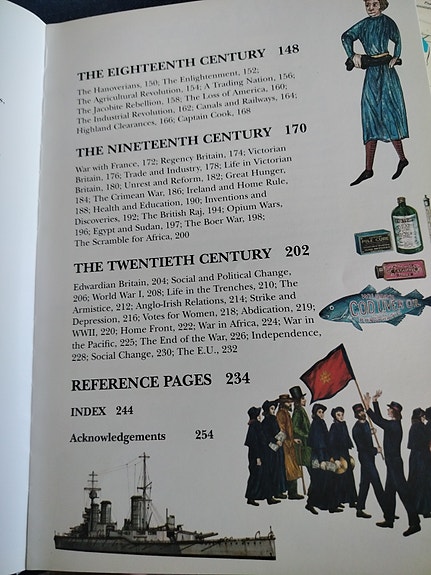 THE EIGHTEENTH CENTURY 148
The Hanoverians, 150; The Enlightenment, 152;
The Agricultural Revolution, 154; A Trading Nation, 156;
The Jacobite Rebellion, 158; The Loss of America, 160;
The Industrial Revolution, 162; Canals and Railways, 164;
Highland Clearances, 166; Captain Cook, 168
THE NINETEENTH CENTURY 170
War with France, 172; Regency Britain, 174; Victorian
Britain, 176; Trade and Industry, 178; Life in Victorian
Britain, 180; Unrest and Reform, 182; Great Hunger,
184; The Crimean War, 186; Ireland and Home Rule,
188; Health and Education, 190; Inventions and
Discoveries, 192; The British Raj, 194; Opium Wars,
196; Egypt and Sudan, 197; The Boer War, 198;
The Scramble for Africa, 200
THE TWENTIETH CENTURY 202
Edwardian Britain, 204; Social and Political Change,
206; World War I, 208; Life in the Trenches, 210; The
Armistice, 212; Anglo-Irish Relations, 214; Strike and
Depression, 216; Votes for Women, 218; Abdication, 219;
WWII, 220; Home Front, 222; War in Africa, 224; War in
the Pacific, 225; The End of the War, 226; Independence,
228; Social Change, 230; The E.U., 232
REFERENCE PAGES 234
INDEX 244
Acknowledgements 254
COD LIVER OIL